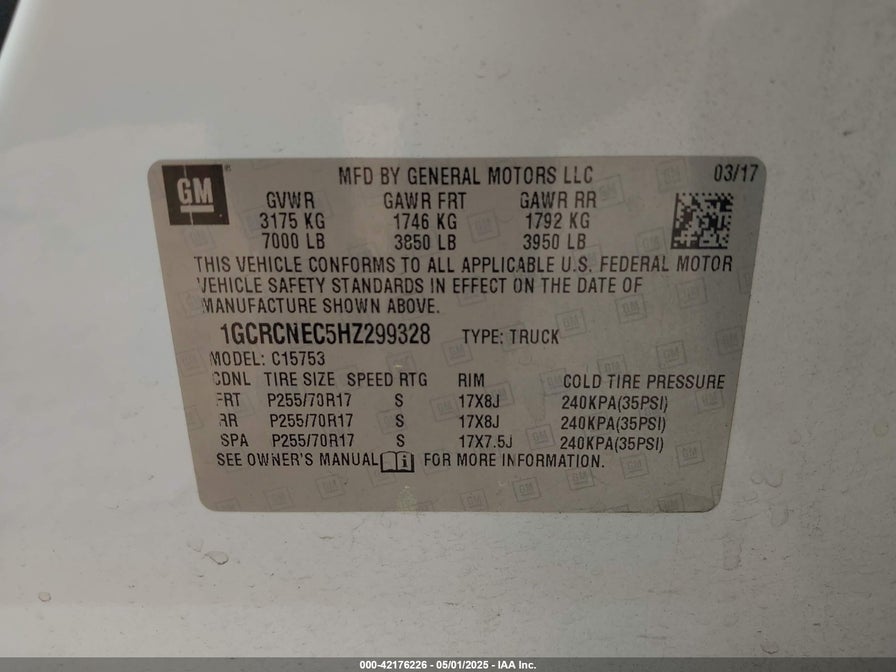 GM ® MFD BY GENERAL MOTORS LLC 03/17
GVWR GAWR FRT GAWR RR
3175 KG 1746 KG 1792 KG
7000 LB 3850 LB 3950 LB
THIS VEHICLE CONFORMS TO ALL APPLICABLE U.S. FEDERAL MOTOR
VEHICLE SAFETY STANDARDS IN EFFECT ON THE DATE OF
MANUFACTURE SHOWN ABOVE.
1GCRCNEC5HZ299328 TYPE: TRUCK
MODEL: C15753
CDNL TIRE SIZE SPEED RTG RIM COLD TIRE PRESSURE
FRT P255/70R17 S 17X8J 240KPA(35PSI)
RR P255/70R17 S 17X8J 240KPA(35PSI)
SPA P255/70R17 S 17X7.5J 240KPA(35PSI)
SEE OWNER'S MANUAL FOR MORE INFORMATION.
000-42176226 - 05/01/2025 - IAA Inc.